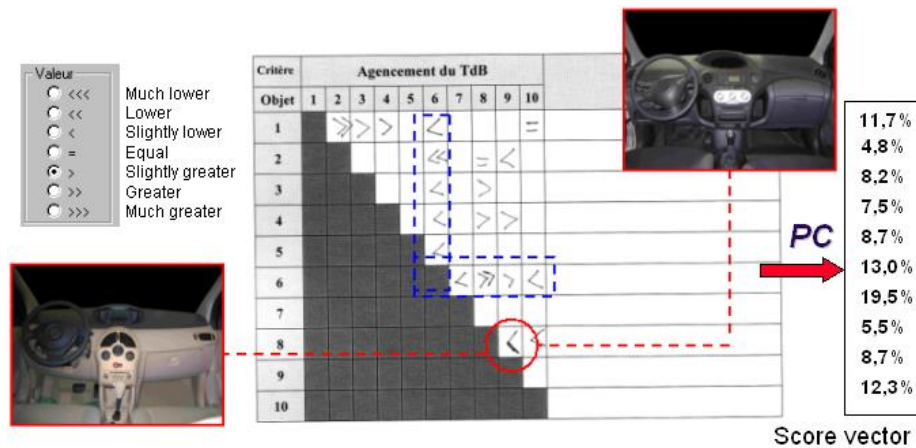 Valeur
<<< Much lower
<< Lower
< Slightly lower
= Equal
> Slightly greater
>> Greater
>>> Much greater
Critère Agencement du TdB
Objet 1 2 3 4 5 6 7 8 9 10
1 >> > > < =
2 << = <
3 < >
4 < > >
5 <
6 < >> > <
7
8 < <
9
10
PC
11,7%
4,8%
8,2%
7,5%
8,7%
13,0%
19,5%
5,5%
8,7%
12,3%
Score vector